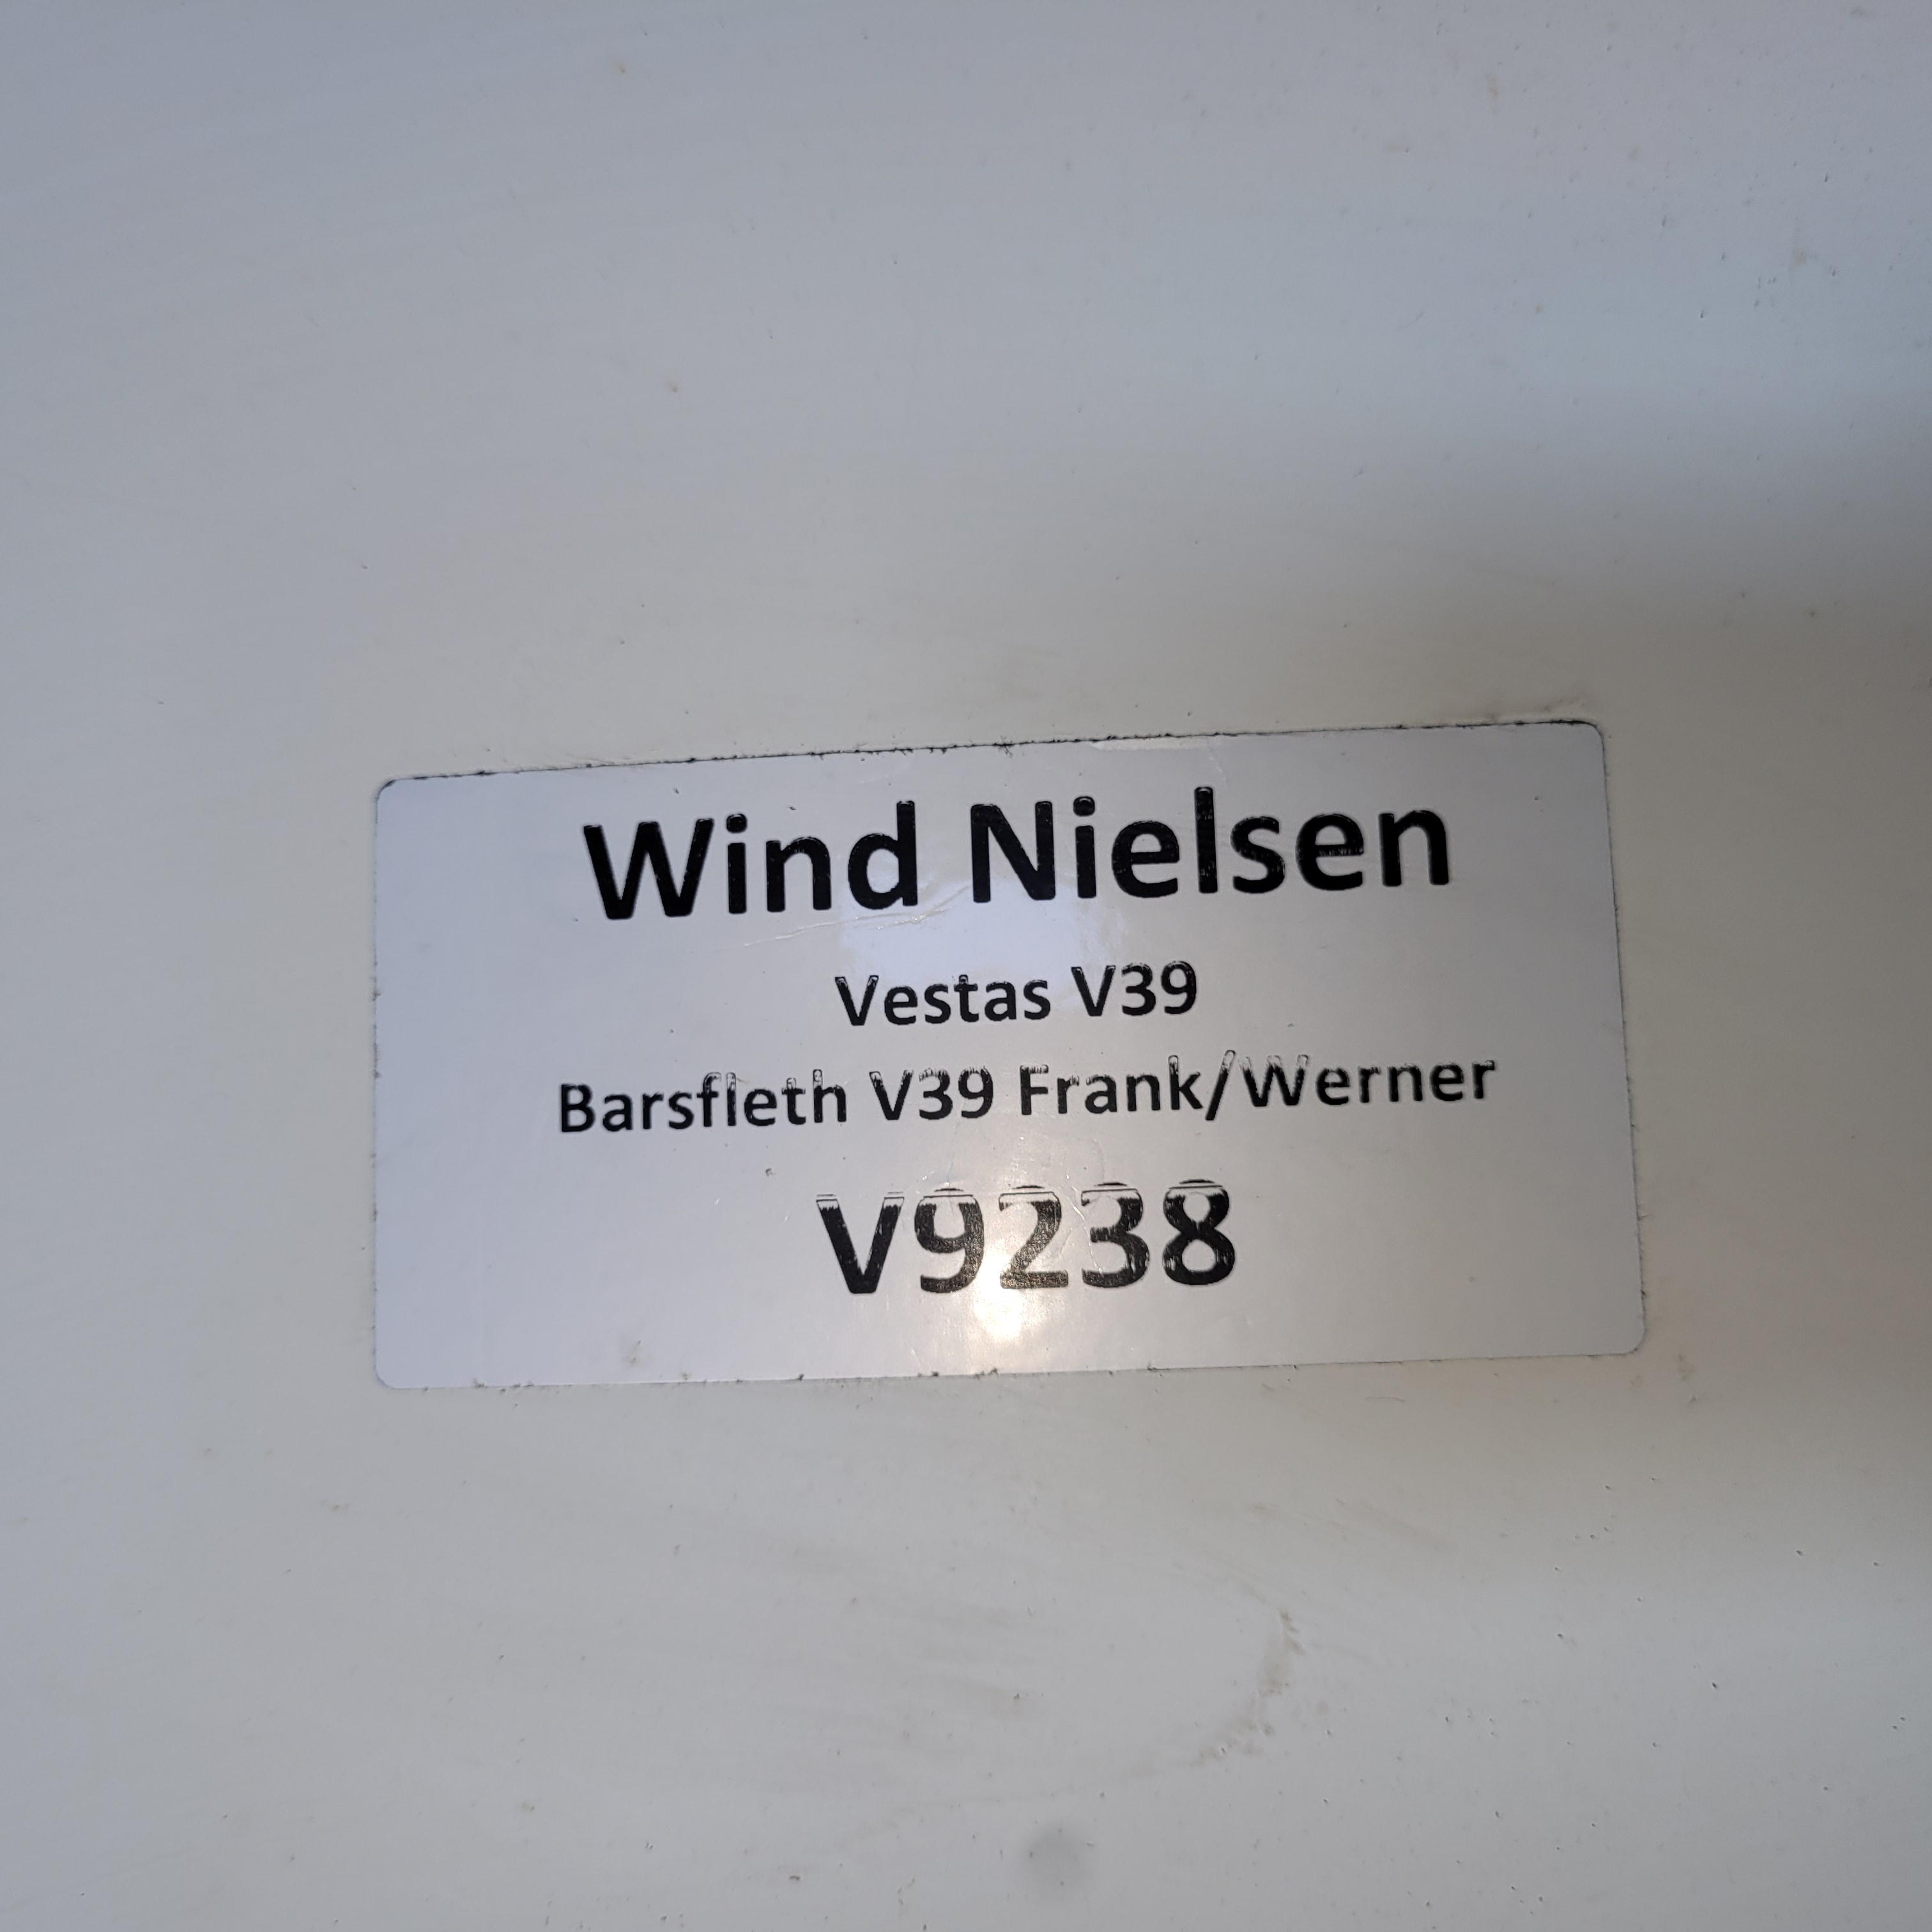 Wind Nielsen
Vestas V39
Barsfleth V39 Frank/Werner
V9238